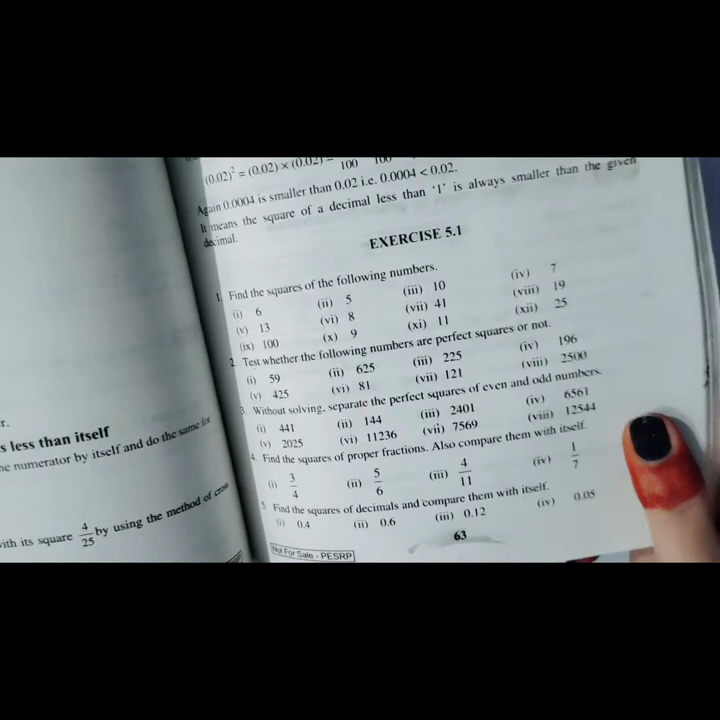 (0.02)² = (0.02) × (0.02) = 100 100
Again 0.0004 is smaller than 0.02 i.e. 0.0004 < 0.02.
It means the square of a decimal less than '1' is always smaller than the given
decimal.
EXERCISE 5.1
1. Find the squares of the following numbers.
(i) 6 (ii) 5 (iii) 10 (iv) 7
(v) 13 (vi) 8 (vii) 41 (viii) 19
(ix) 100 (x) 9 (xi) 11 (xii) 25
2. Test whether the following numbers are perfect squares or not.
(i) 59 (ii) 625 (iii) 225 (iv) 196
(v) 425 (vi) 81 (vii) 121 (viii) 2500
3. Without solving, separate the perfect squares of even and odd numbers.
(i) 441 (ii) 144 (iii) 2401 (iv) 6561
(v) 2025 (vi) 11236 (vii) 7569 (viii) 12544
4. Find the squares of proper fractions. Also compare them with itself.
(i) 3/4 (ii) 5/6 (iii) 4/11 (iv) 1/7
5. Find the squares of decimals and compare them with itself.
(i) 0.4 (ii) 0.6 (iii) 0.12 (iv) 0.05
63
Not For Sale - PESRP
r.
s less than itself
he numerator by itself and do the same for
with its square 4/25 by using the method of cross